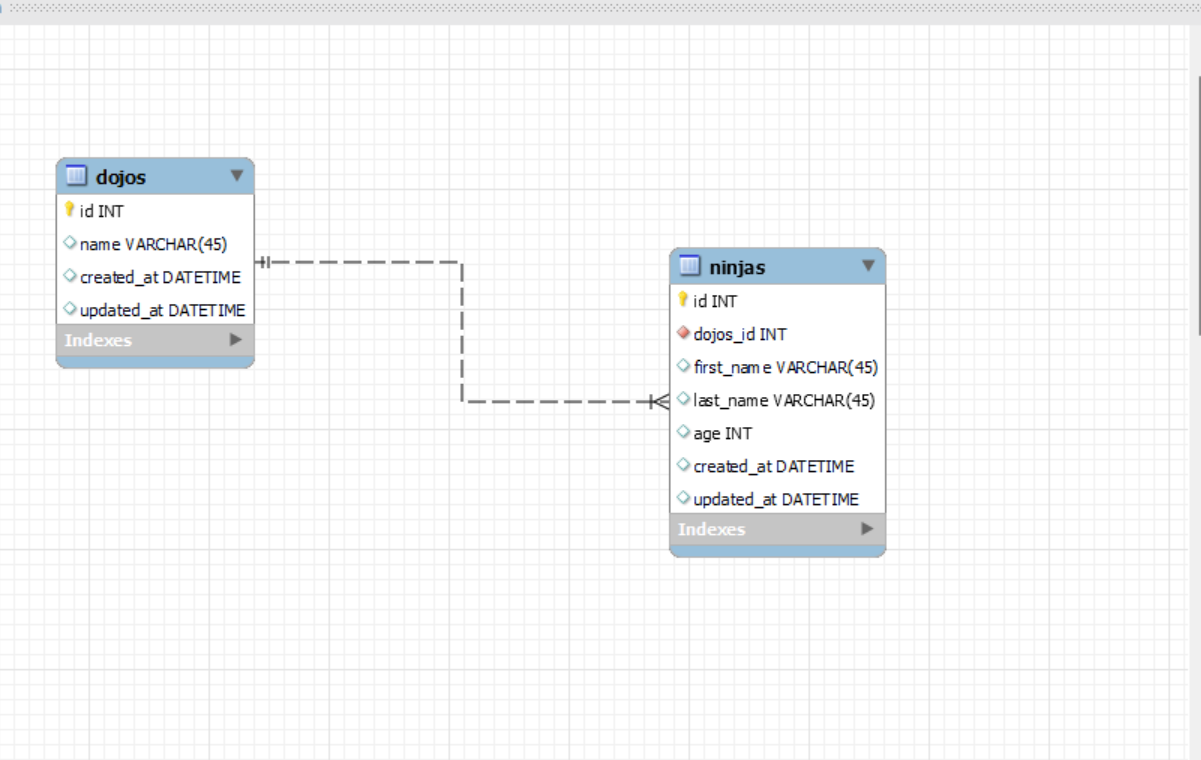 dojos
id INT
name VARCHAR(45)
created_at DATETIME
updated_at DATETIME
Indexes
ninjas
id INT
dojos_id INT
first_name VARCHAR(45)
last_name VARCHAR(45)
age INT
created_at DATETIME
updated_at DATETIME
Indexes